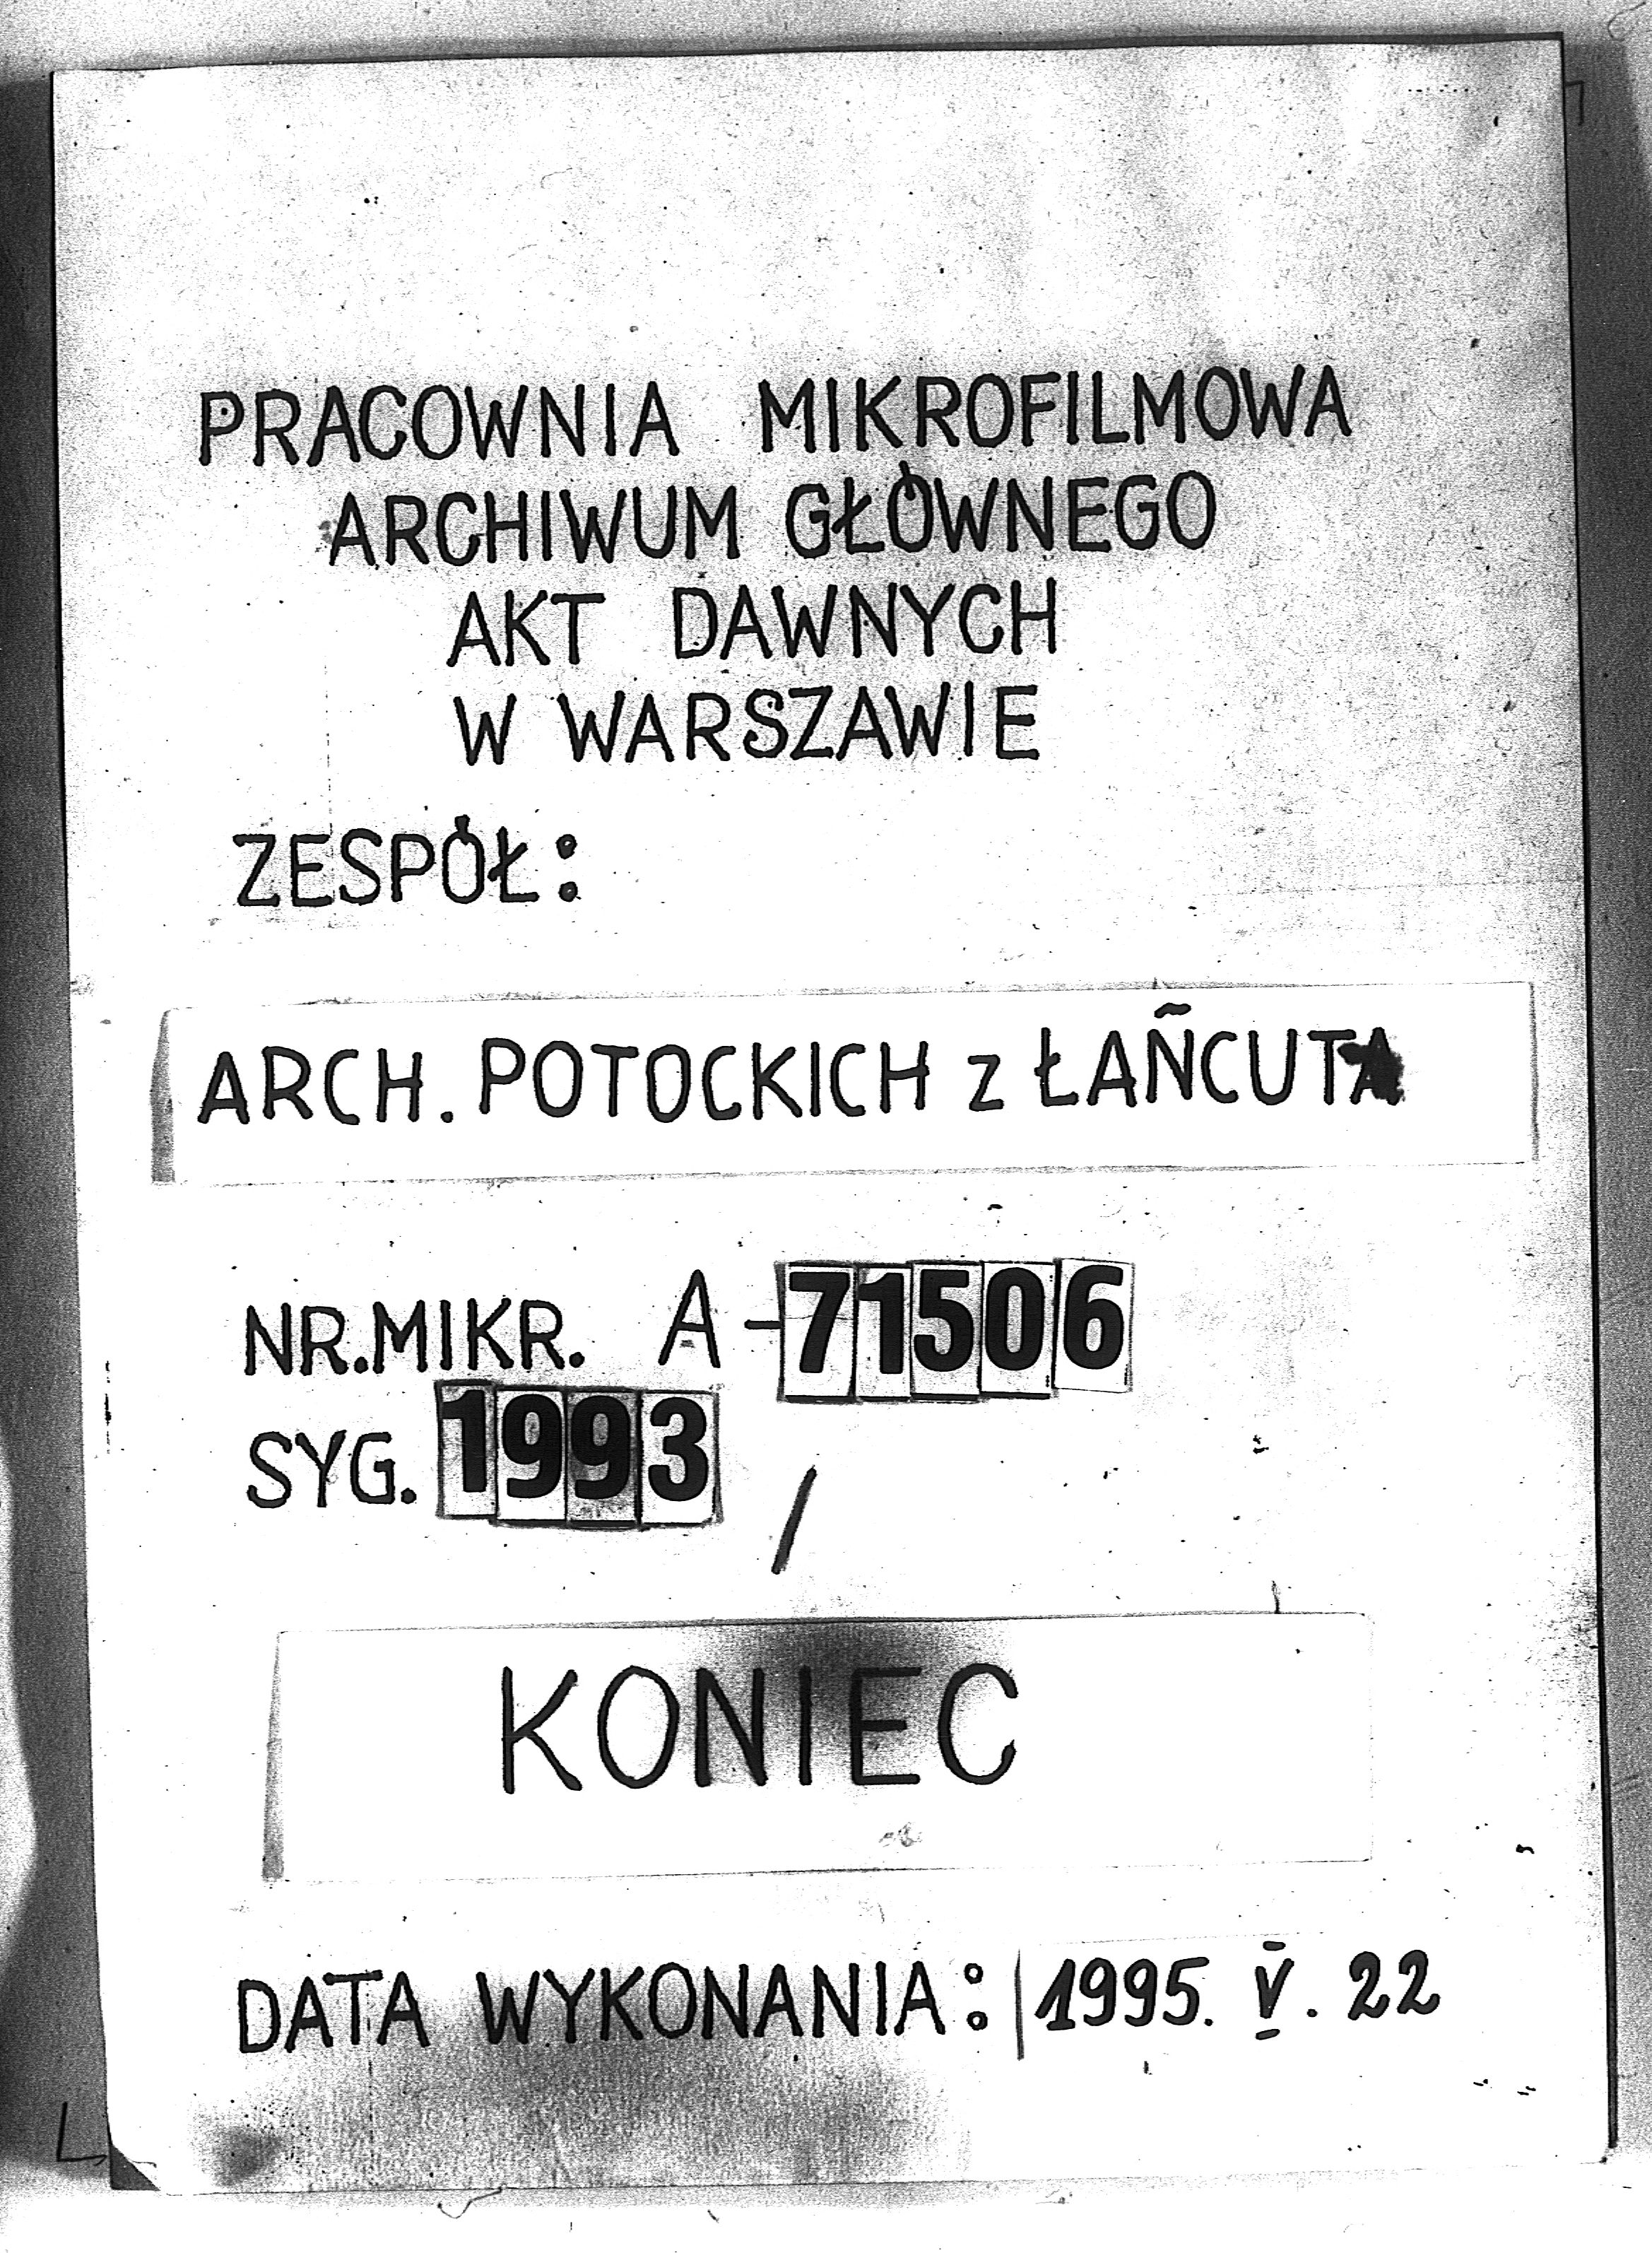 PRACOWNIA MIKROFILMOWA
ARCHIWUM GŁÓWNEGO
AKT DAWNYCH
W WARSZAWIE
ZESPÓŁ:
ARCH. POTOCKICH z ŁAŃCUTA
NR.MIKR. A-71506
SYG. 1993
/
KONIEC
DATA WYKONANIA: 1995. V. 22